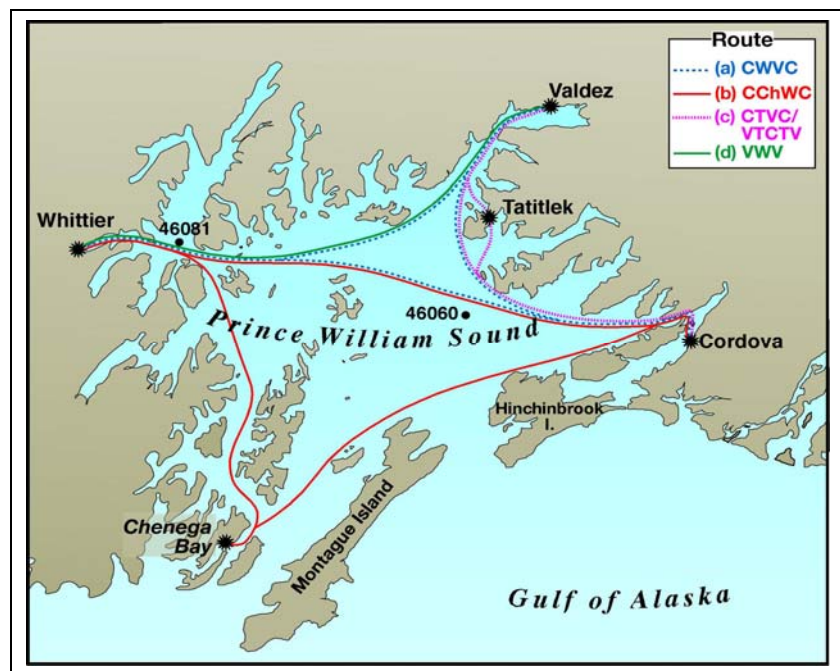 Route
(a) CWVC
(b) CChWC
(c) CTVC/
VTCTV
(d) VWV
Valdez
Tatitlek
Whittier
46081
46060
Prince William Sound
Cordova
Hinchinbrook
I.
Chenega
Bay
Montague Island
Gulf of Alaska